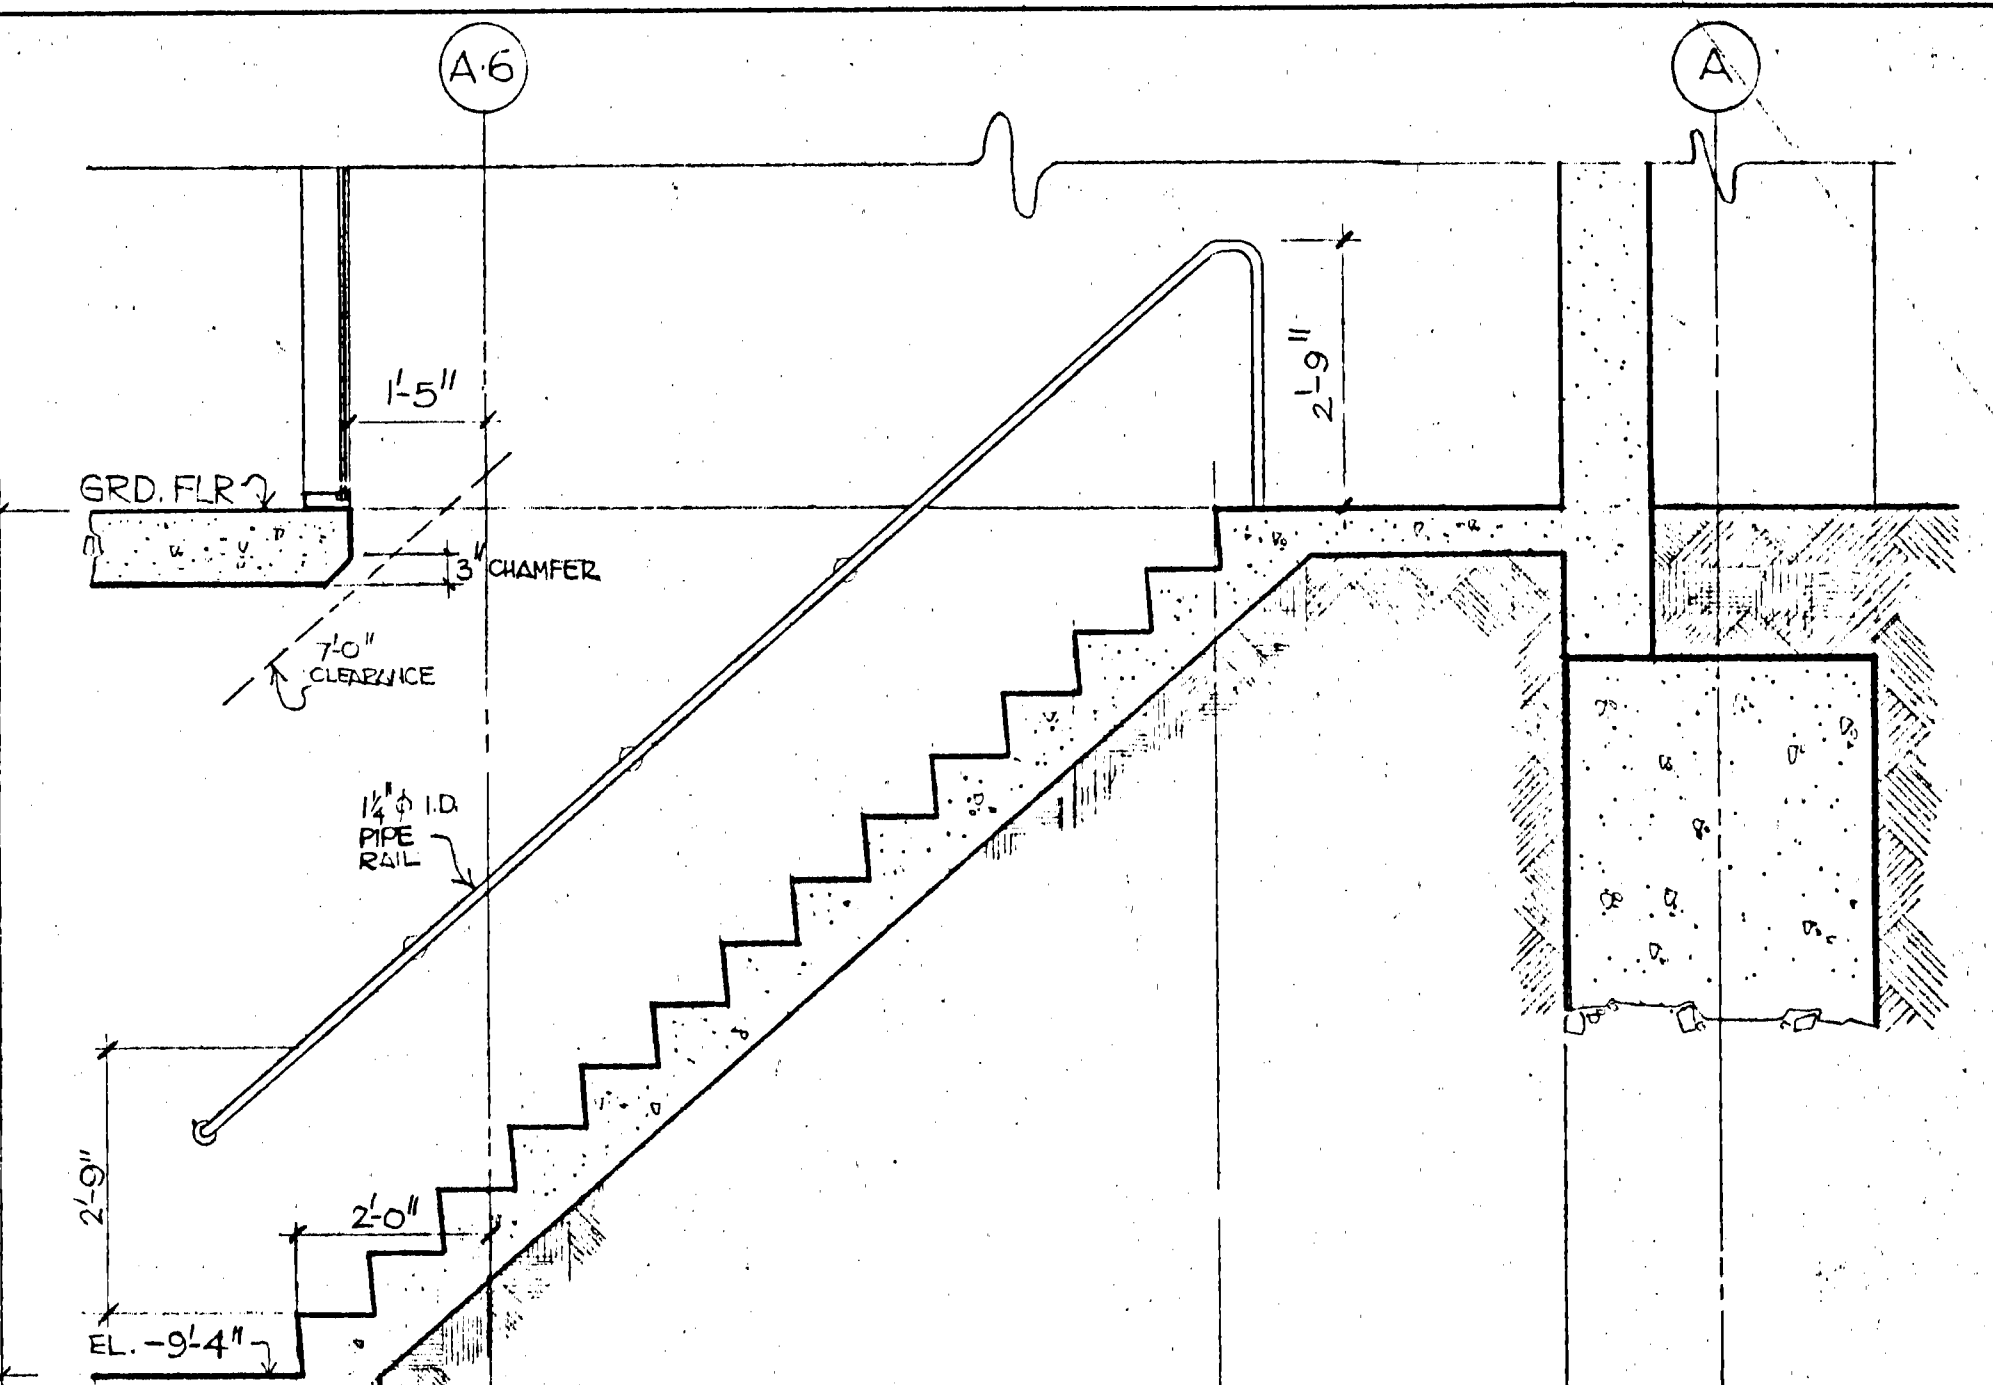 A·6
A
1'-5"
2'-9"
GRD. FLR
3" CHAMFER
7'-0"
CLEARANCE
1¼" ϕ I.D.
PIPE
RAIL
2'-9"
2'-0"
EL. -9'-4"